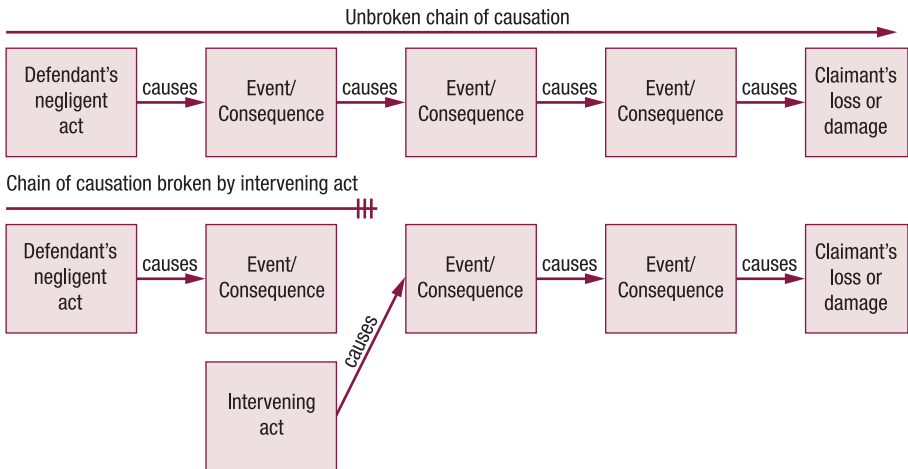 Unbroken chain of causation
Defendant's
negligent
act
causes
Event/
Consequence
causes
Event/
Consequence
causes
Event/
Consequence
causes
Claimant's
loss or
damage
Chain of causation broken by intervening act
Defendant's
negligent
act
causes
Event/
Consequence
Event/
Consequence
causes
Event/
Consequence
causes
Claimant's
loss or
damage
causes
Intervening
act